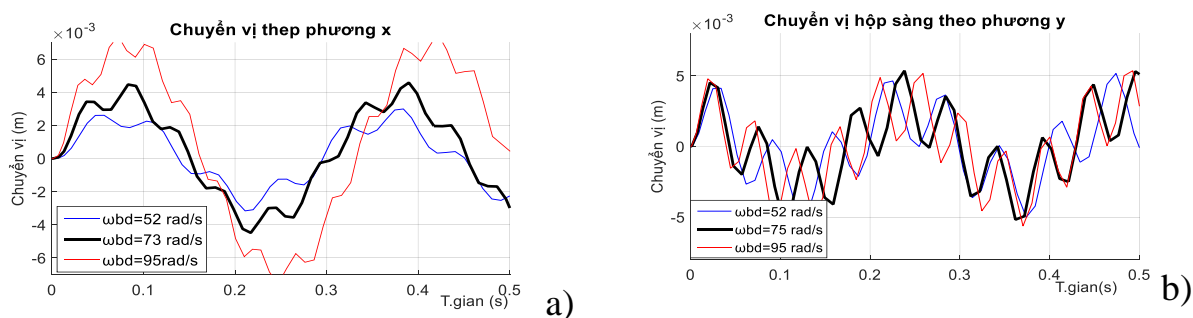 ×10⁻³
Chuyển vị thep phương x
6
4
2
0
-2
-4
-6
Chuyển vị (m)
ωbd=52 rad/s
ωbd=73 rad/s
ωbd=95rad/s
0 0.1 0.2 0.3 0.4 0.5
T.gian (s)
a)
×10⁻³
Chuyển vị hộp sàng theo phương y
5
0
-5
Chuyển vị (m)
ωbd=52 rad/s
ωbd=75 rad/s
ωbd=95 rad/s
0 0.1 0.2 0.3 0.4 0.5
T.gian(s)
b)